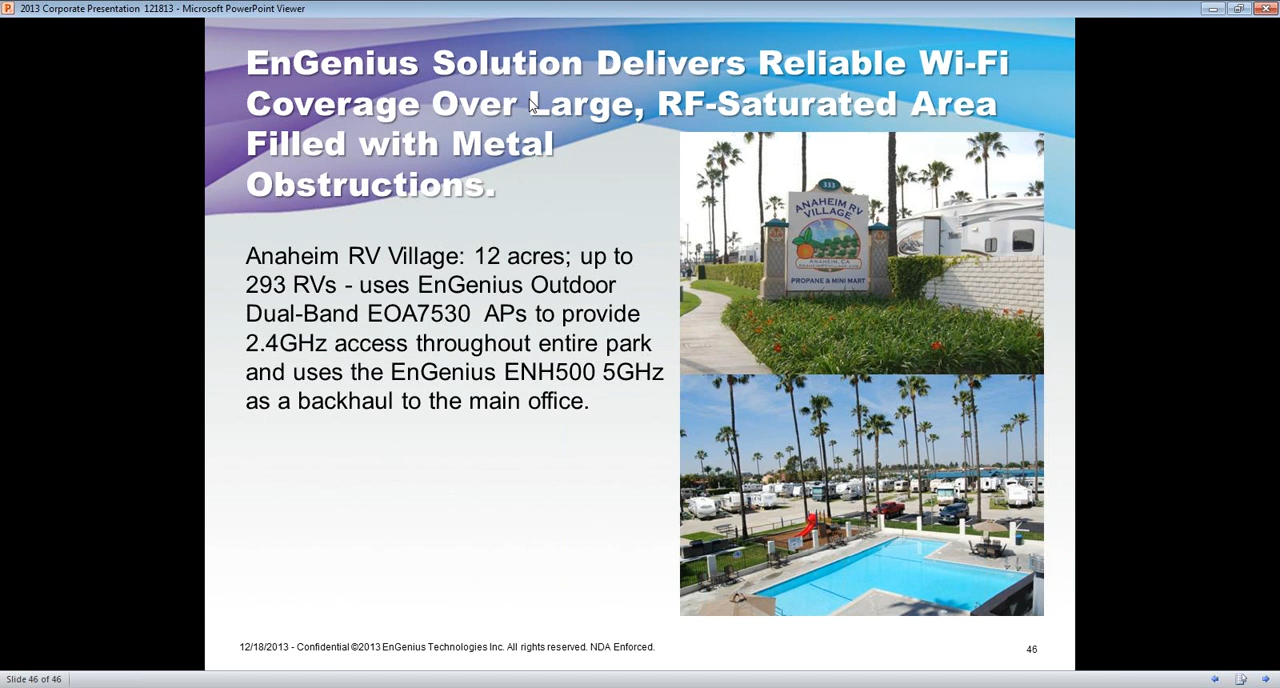 2013 Corporate Presentation 121813 - Microsoft PowerPoint Viewer
EnGenius Solution Delivers Reliable Wi-Fi
Coverage Over Large, RF-Saturated Area
Filled with Metal
Obstructions.
333
ANAHEIM RV
VILLAGE
ANAHEIM, CA
PROPANE & MINI MART
Anaheim RV Village: 12 acres; up to
293 RVs - uses EnGenius Outdoor
Dual-Band EOA7530 APs to provide
2.4GHz access throughout entire park
and uses the EnGenius ENH500 5GHz
as a backhaul to the main office.
12/18/2013 - Confidential ©2013 EnGenius Technologies Inc. All rights reserved. NDA Enforced.
46
Slide 46 of 46